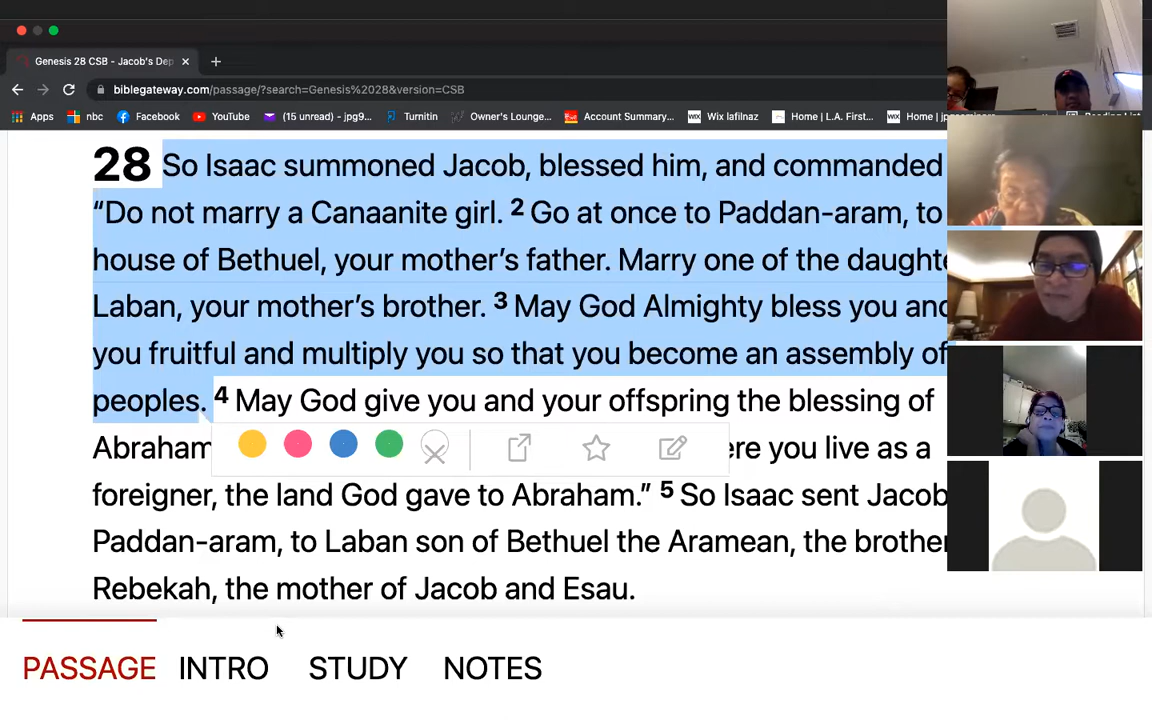 Genesis 28 CSB - Jacob's Dep
biblegateway.com/passage/?search=Genesis%2028&version=CSB
Apps nbc Facebook YouTube (15 unread) - jpg9... Turnitin Owner's Lounge... Account Summary... Wix lafilnaz Home | L.A. First... Home | jpgseminars... Reading List
28 So Isaac summoned Jacob, blessed him, and commanded
“Do not marry a Canaanite girl. 2 Go at once to Paddan-aram, to
house of Bethuel, your mother’s father. Marry one of the daughte
Laban, your mother’s brother. 3 May God Almighty bless you and
you fruitful and multiply you so that you become an assembly of
peoples. 4 May God give you and your offspring the blessing of
Abraham ere you live as a
foreigner, the land God gave to Abraham.” 5 So Isaac sent Jacob
Paddan-aram, to Laban son of Bethuel the Aramean, the brother
Rebekah, the mother of Jacob and Esau.
PASSAGE INTRO STUDY NOTES